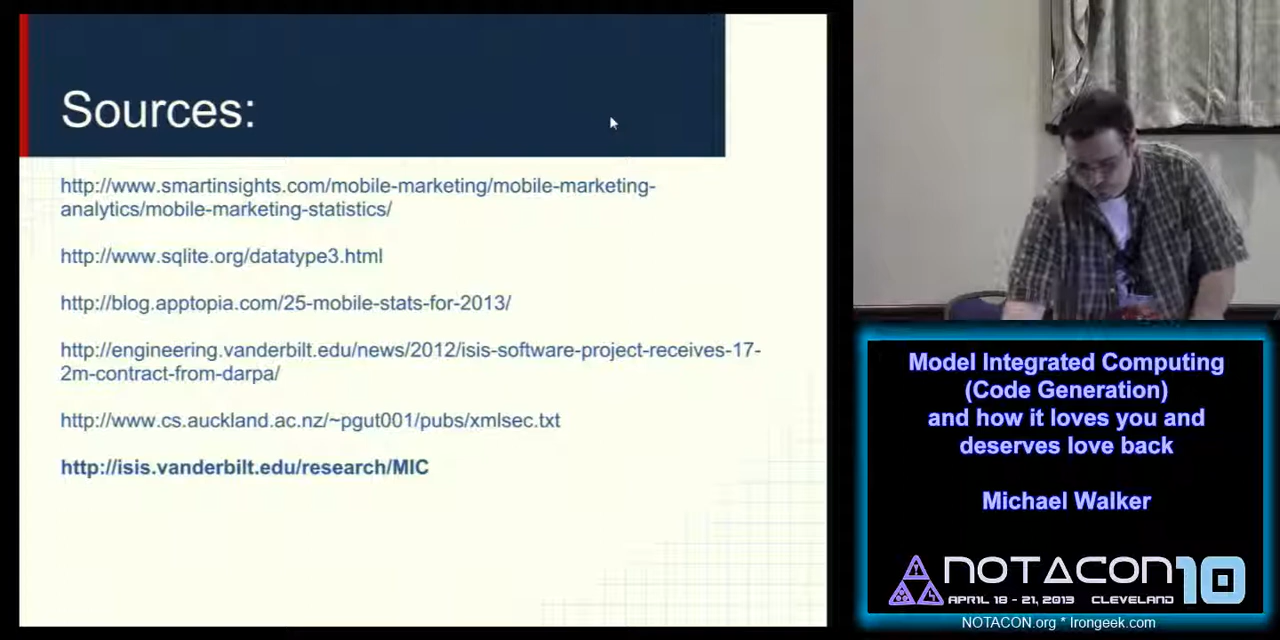 Sources:
http://www.smartinsights.com/mobile-marketing/mobile-marketing-
analytics/mobile-marketing-statistics/
http://www.sqlite.org/datatype3.html
http://blog.apptopia.com/25-mobile-stats-for-2013/
http://engineering.vanderbilt.edu/news/2012/isis-software-project-receives-17-
2m-contract-from-darpa/
http://www.cs.auckland.ac.nz/~pgut001/pubs/xmlsec.txt
http://isis.vanderbilt.edu/research/MIC
Model Integrated Computing
(Code Generation)
and how it loves you and
deserves love back
Michael Walker
NOTACON 10
APRIL 18 - 21, 2013 CLEVELAND
NOTACON.org * Irongeek.com